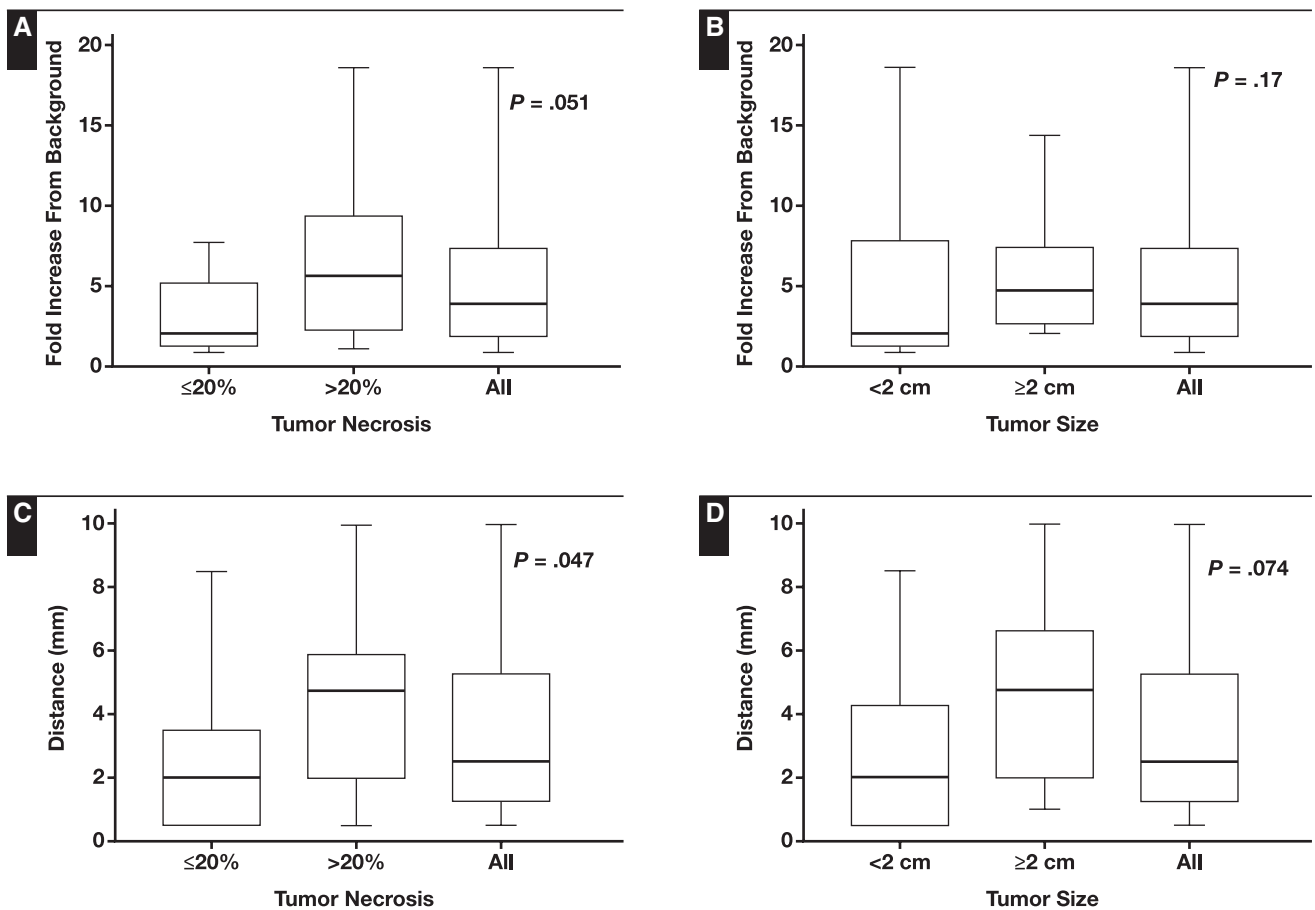 A
Fold Increase From Background
20
15
10
5
0
P = .051
≤20%
>20%
All
Tumor Necrosis
B
Fold Increase From Background
20
15
10
5
0
P = .17
<2 cm
≥2 cm
All
Tumor Size
C
Distance (mm)
10
8
6
4
2
0
P = .047
≤20%
>20%
All
Tumor Necrosis
D
Distance (mm)
10
8
6
4
2
0
P = .074
<2 cm
≥2 cm
All
Tumor Size